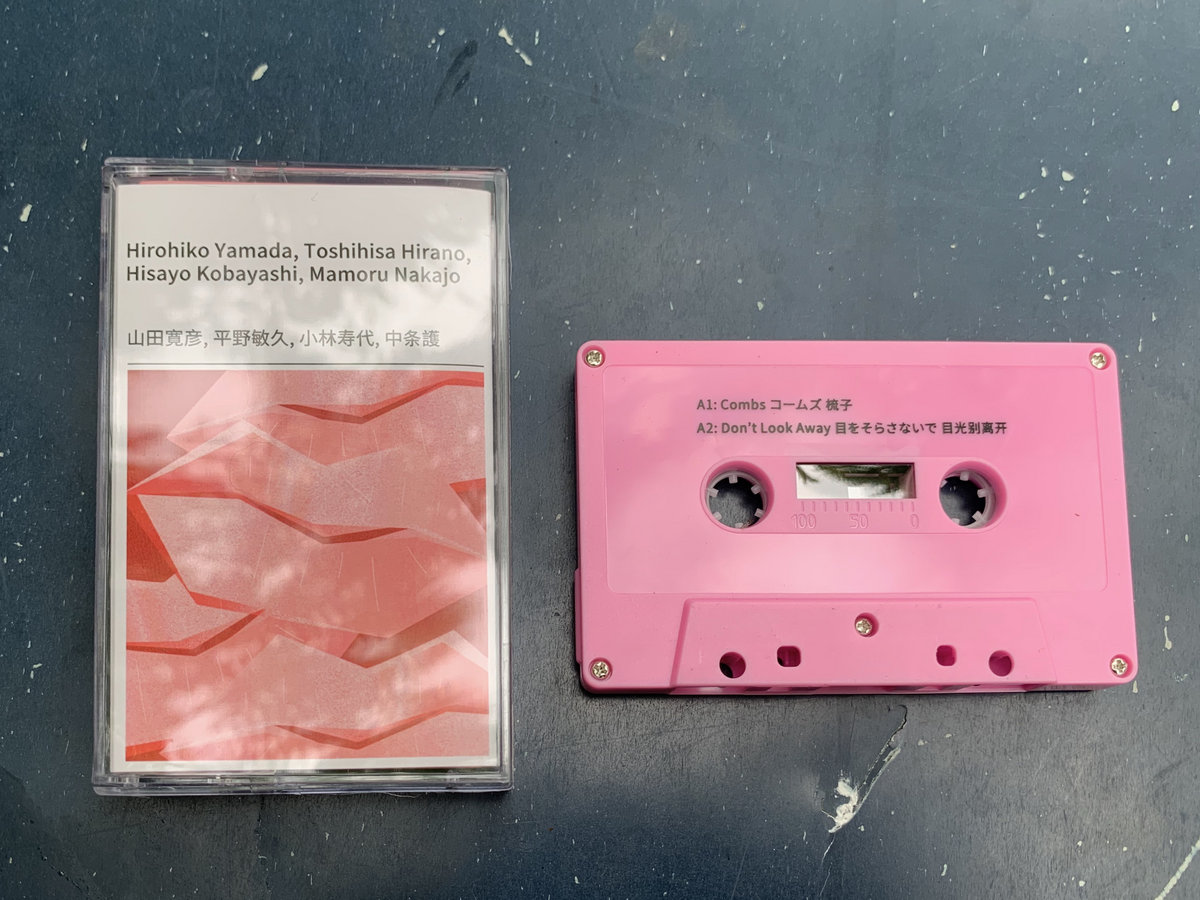 Hirohiko Yamada, Toshihisa Hirano,
Hisayo Kobayashi, Mamoru Nakajo
山田寛彦, 平野敏久, 小林寿代, 中条護
A1: Combs コームズ 梳子
A2: Don't Look Away 目をそらさないで 目光别离开
100 50 0